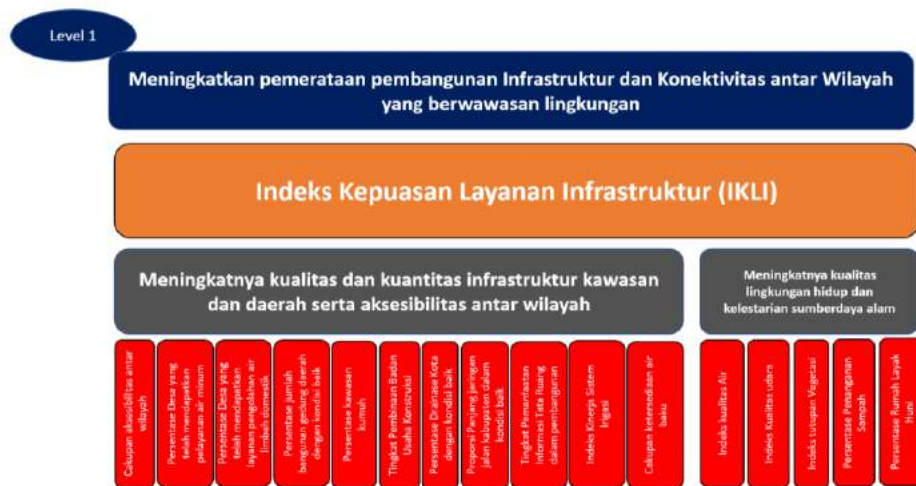 Level 1
Meningkatkan pemerataan pembangunan Infrastruktur dan Konektivitas antar Wilayah
yang berwawasan lingkungan
Indeks Kepuasan Layanan Infrastruktur (IKLI)
Meningkatnya kualitas dan kuantitas infrastruktur kawasan
dan daerah serta aksesibilitas antar wilayah
Meningkatnya kualitas
lingkungan hidup dan
kelestarian sumberdaya alam
Cakupan aksesibilitas antar
wilayah
Persentase Desa yang
telah mendapatkan
pelayanan air minum
Persentase Desa yang
telah mendapatkan
layanan pengolahan air
limbah domestik
Persentase jumlah
bangunan gedung daerah
dengan kondisi baik
Persentase kawasan
kumuh
Tingkat Pembinaan Badan
Usaha Konstruksi
Persentase Drainase Kota
dengan kondisi baik
Proporsi Panjang jaringan
jalan kabupaten dalam
kondisi baik
Tingkat Pemanfaatan
Informasi Tata Ruang
dalam pembangunan
Indeks Kinerja Sistem
Irigasi
Cakupan ketersediaan air
baku
Indeks kualitas Air
Indeks Kualitas udara
Indeks tutupan Vegetasi
Persentase Penanganan
Sampah
Persentase Rumah Layak
Huni